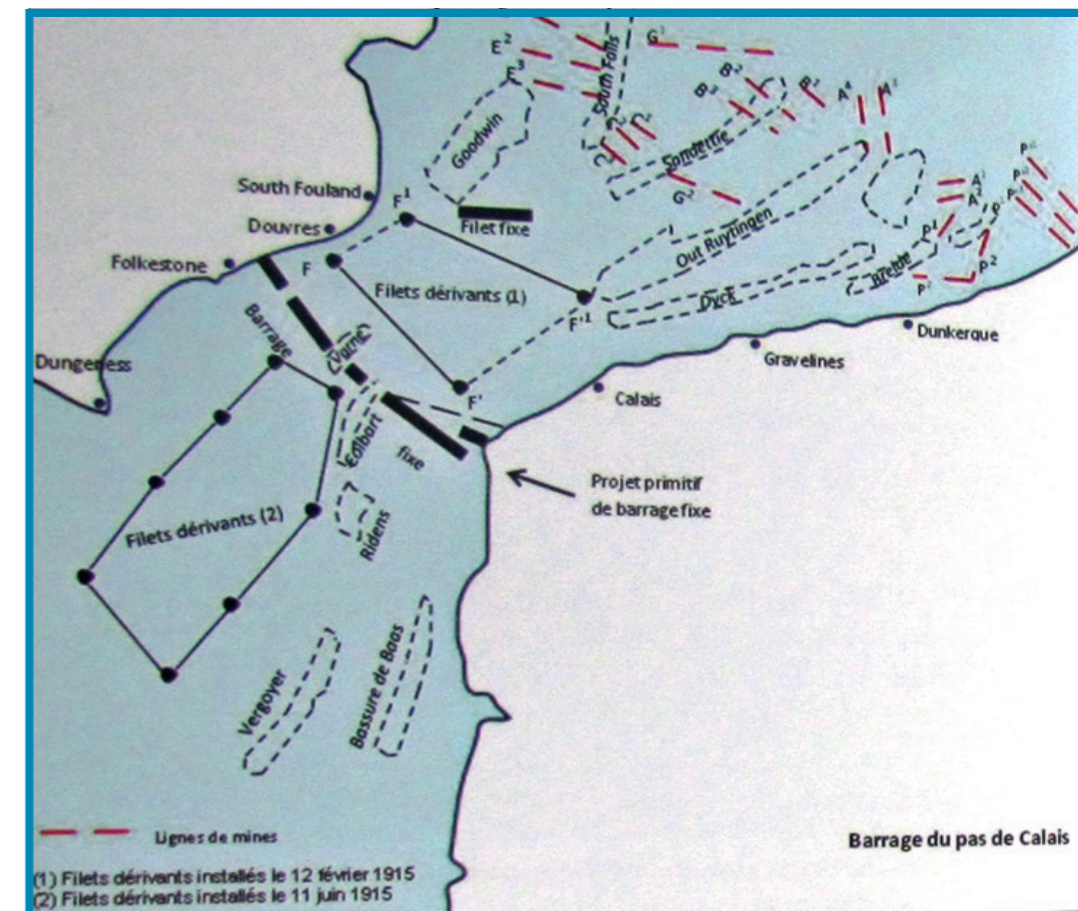 E²
E³
South Falls
G¹
B²
B³
B²
A⁴
Goodwin
Sandettie
G²
South Fouland
F¹
Douvres
Filet fixe
Folkestone
F
Out Ruytingen
A²
P¹
P²
P²
Filets dérivants (1)
Barrage
F'¹
Dyck
Breide
Dunkerque
Gravelines
Dungeness
F'
Calais
Colbart
fixe
Projet primitif
de barrage fixe
Filets dérivants (2)
Ridens
Vergoyer
Bassure de Baas
Lignes de mines
Barrage du pas de Calais
(1) Filets dérivants installés le 12 février 1915
(2) Filets dérivants installés le 11 juin 1915